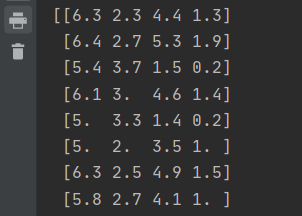 [[6.3 2.3 4.4 1.3]
[6.4 2.7 5.3 1.9]
[5.4 3.7 1.5 0.2]
[6.1 3.  4.6 1.4]
[5.  3.3 1.4 0.2]
[5.  2.  3.5 1. ]
[6.3 2.5 4.9 1.5]
[5.8 2.7 4.1 1. ]